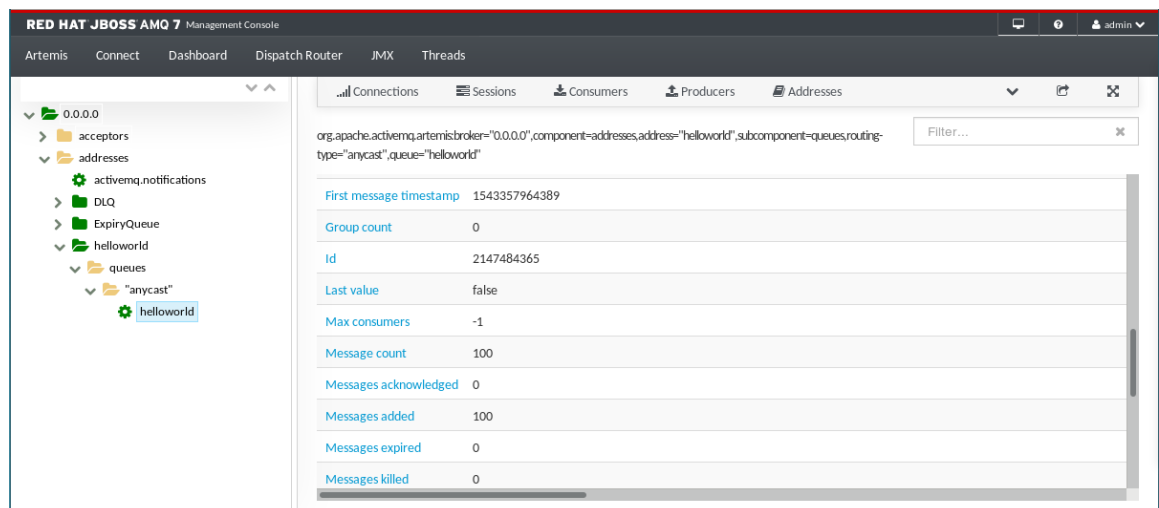 RED HAT JBOSS AMQ 7 Management Console
admin
Artemis Connect Dashboard Dispatch Router JMX Threads
Connections Sessions Consumers Producers Addresses
0.0.0.0
acceptors
addresses
activemq.notifications
DLQ
ExpiryQueue
helloworld
queues
"anycast"
helloworld
org.apache.activemq.artemis:broker="0.0.0.0",component=addresses,address="helloworld",subcomponent=queues,routing-
type="anycast",queue="helloworld"
Filter...
First message timestamp 1543357964389
Group count 0
Id 2147484365
Last value false
Max consumers -1
Message count 100
Messages acknowledged 0
Messages added 100
Messages expired 0
Messages killed 0